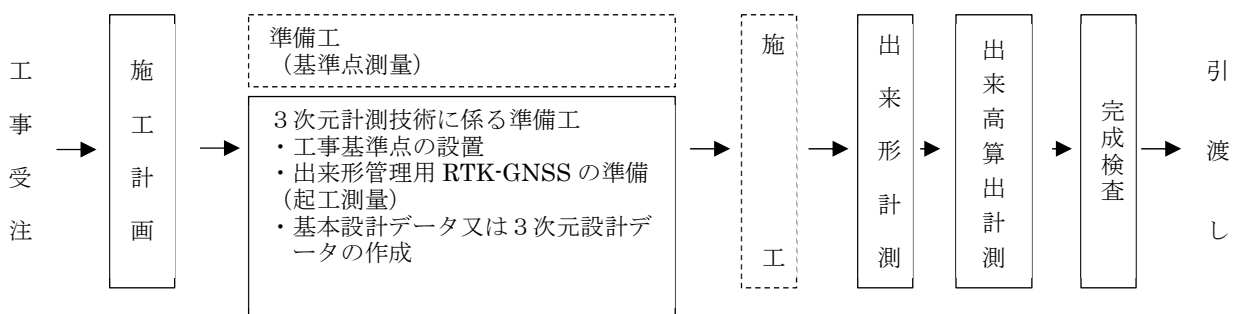 工事受注
施工計画
準備工
（基準点測量）
３次元計測技術に係る準備工
・工事基準点の設置
・出来形管理用 RTK-GNSS の準備
（起工測量）
・基本設計データ又は３次元設計デ
ータの作成
施工
出来形計測
出来高算出計測
完成検査
引渡し